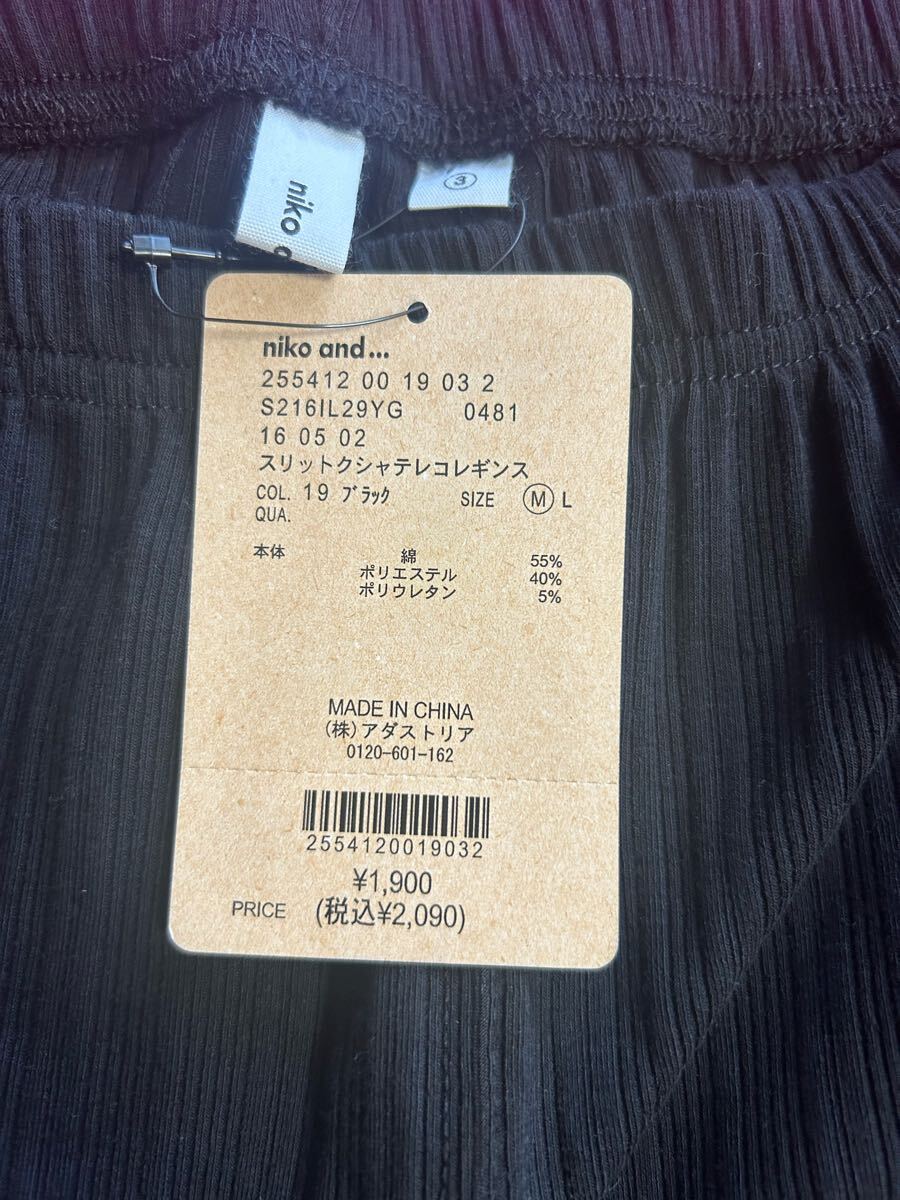 niko
3
niko and...
255412 00 19 03 2
S216IL29YG 0481
16 05 02
スリットクシャテレコレギンス
COL. 19 ブラック SIZE M L
QUA.
本体 綿 55%
ポリエステル 40%
ポリウレタン 5%
MADE IN CHINA
(株)アダストリア
0120-601-162
2554120019032
¥1,900
PRICE (税込¥2,090)